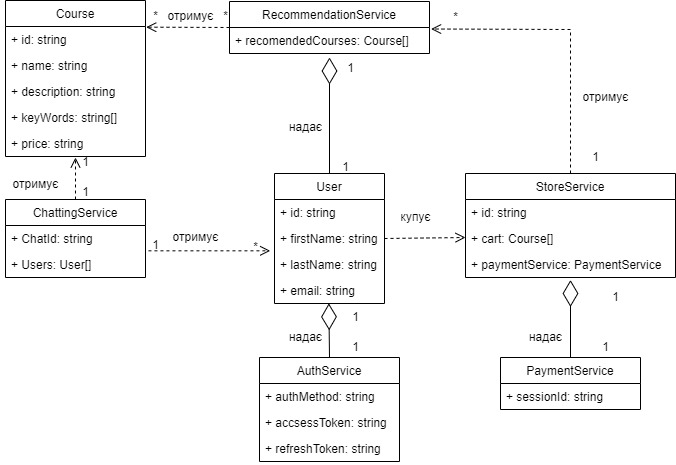 Course
+ id: string
+ name: string
+ description: string
+ keyWords: string[]
+ price: string
* отримує *
RecommendationService
+ recomendedCourses: Course[]
*
1
надає
1
отримує
1
отримує
1
1
ChattingService
+ ChatId: string
+ Users: User[]
отримує
1
*
User
+ id: string
+ firstName: string
+ lastName: string
+ email: string
купує
StoreService
+ id: string
+ cart: Course[]
+ paymentService: PaymentService
1
надає
1
AuthService
+ authMethod: string
+ accsessToken: string
+ refreshToken: string
1
надає
1
PaymentService
+ sessionId: string